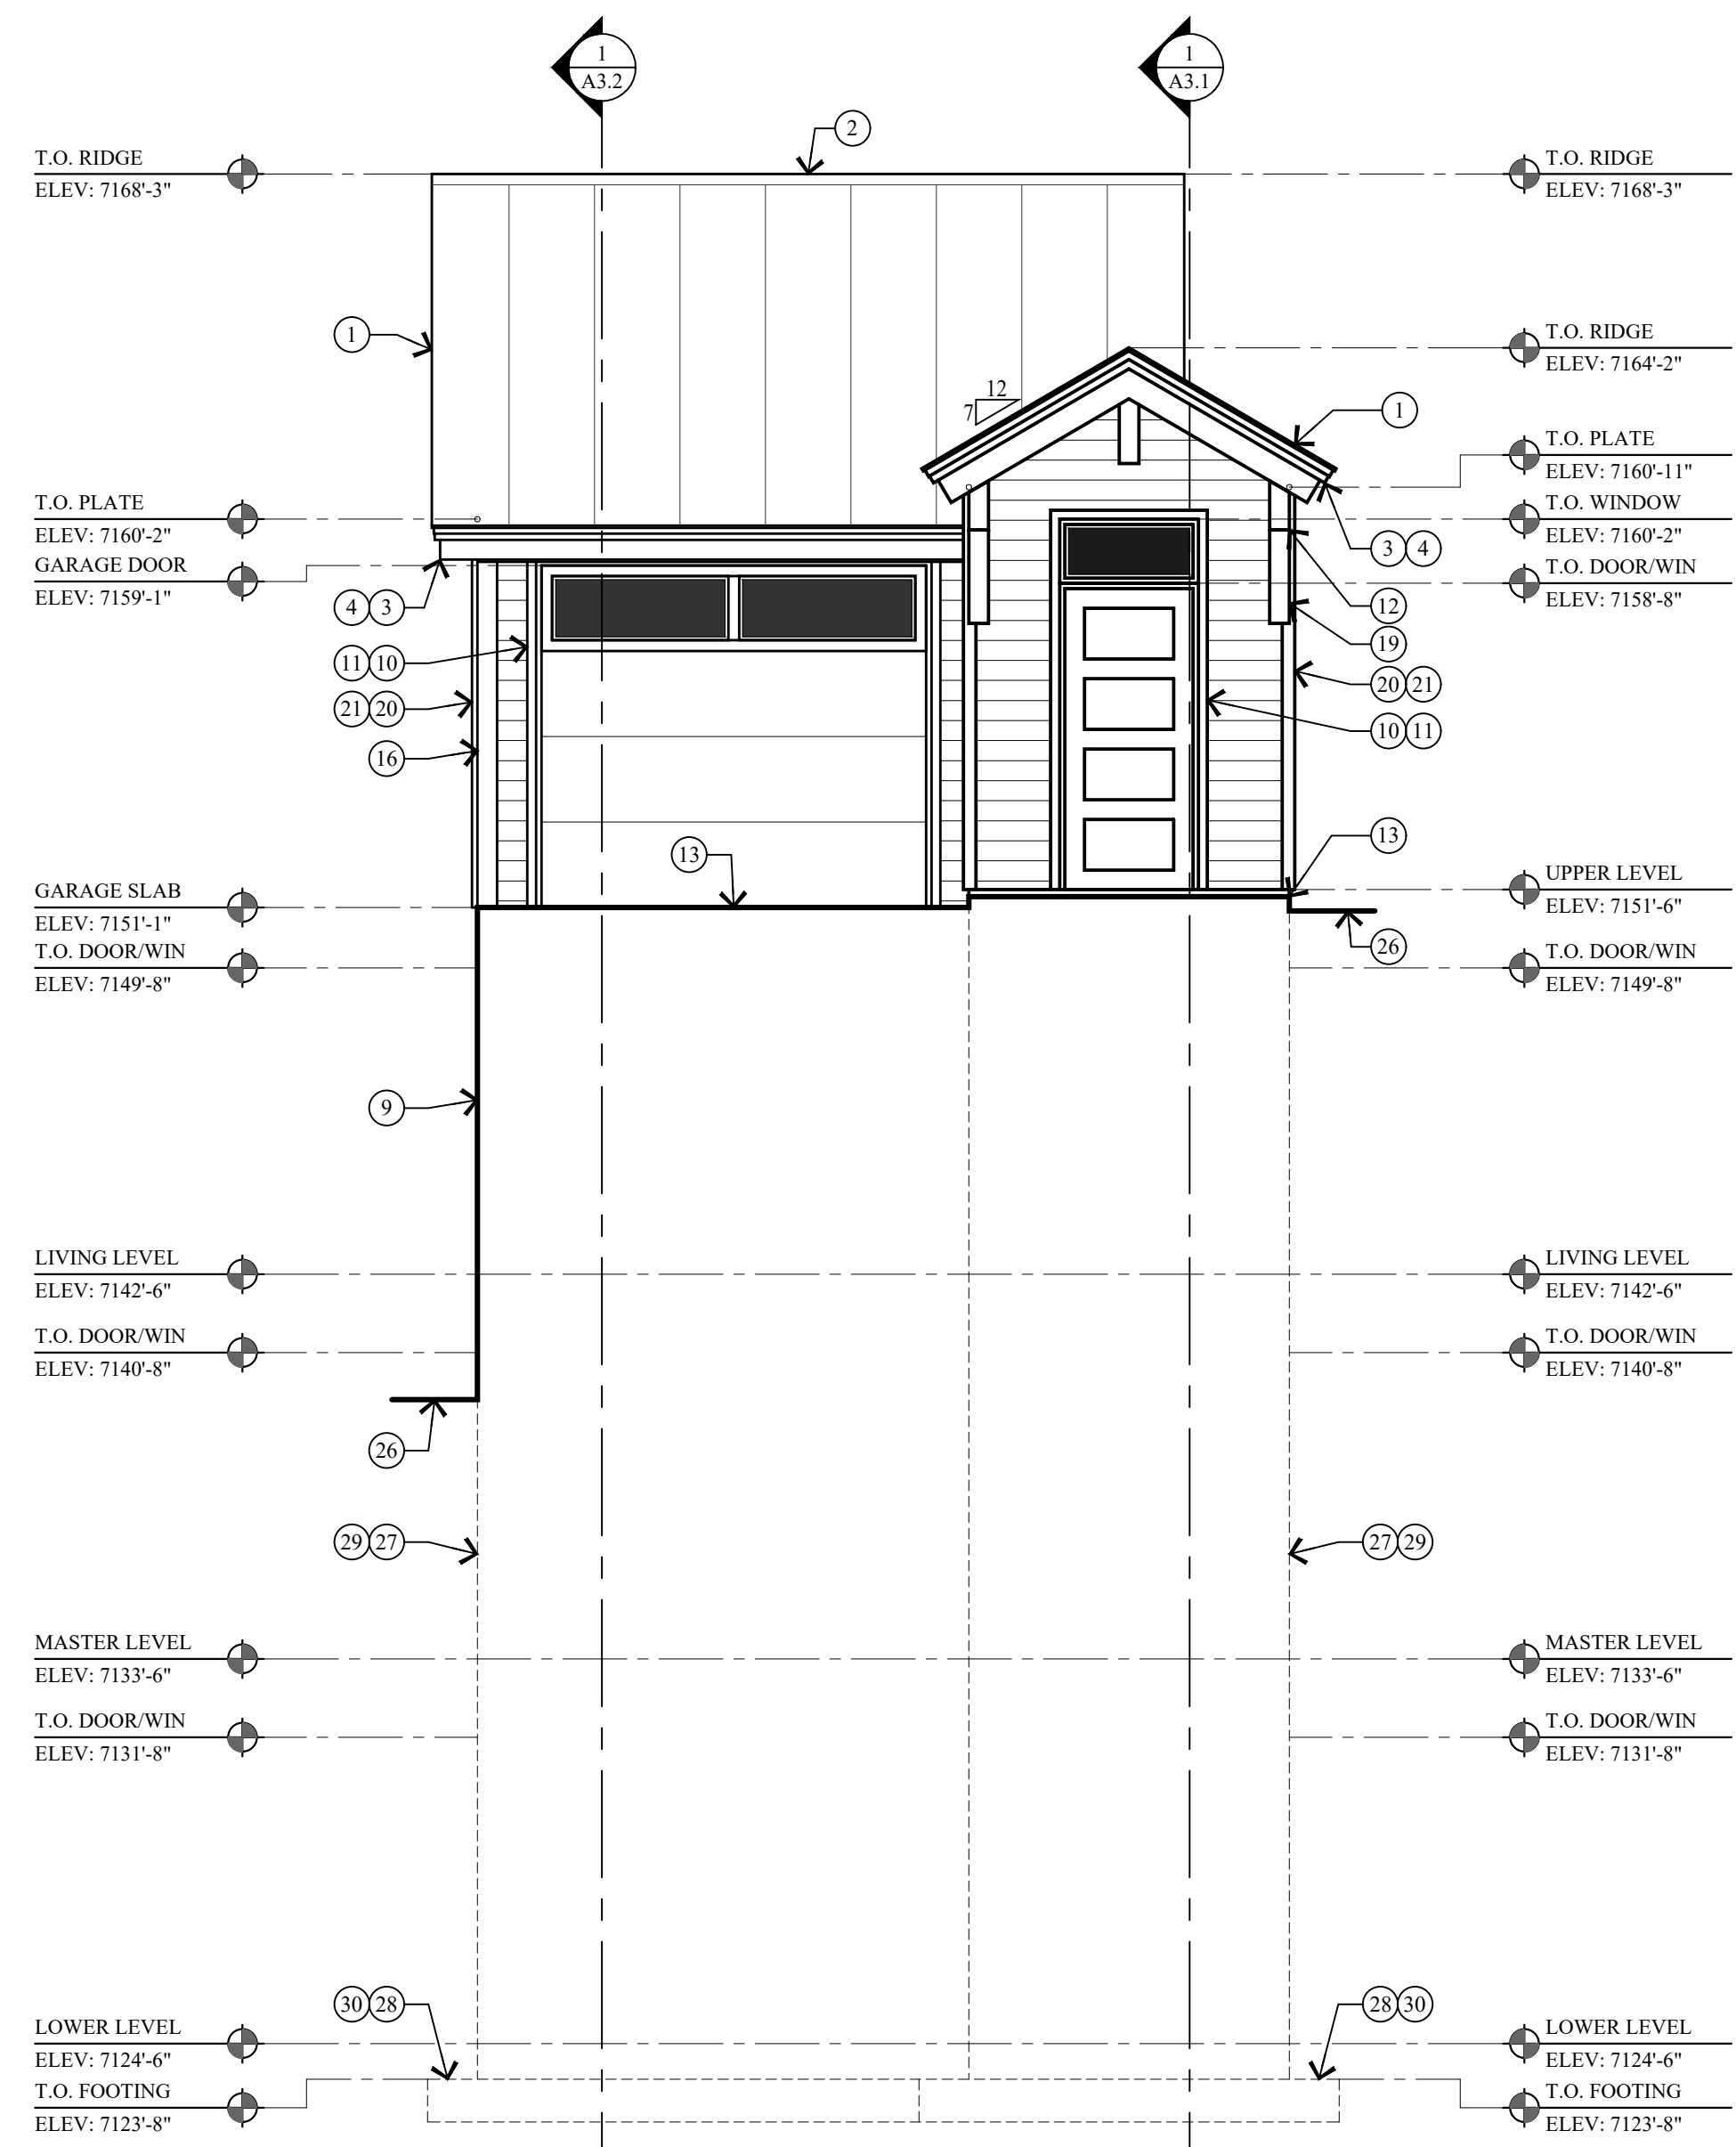 1
A3.2
1
A3.1
2
T.O. RIDGE
ELEV: 7168'-3"
T.O. RIDGE
ELEV: 7168'-3"
1
T.O. RIDGE
ELEV: 7164'-2"
12
7
1
T.O. PLATE
ELEV: 7160'-11"
T.O. PLATE
ELEV: 7160'-2"
T.O. WINDOW
ELEV: 7160'-2"
3 4
GARAGE DOOR
ELEV: 7159'-1"
T.O. DOOR/WIN
ELEV: 7158'-8"
4 3
12
19
11 10
20 21
21 20
10 11
16
13
13
GARAGE SLAB
ELEV: 7151'-1"
UPPER LEVEL
ELEV: 7151'-6"
26
T.O. DOOR/WIN
ELEV: 7149'-8"
T.O. DOOR/WIN
ELEV: 7149'-8"
9
LIVING LEVEL
ELEV: 7142'-6"
LIVING LEVEL
ELEV: 7142'-6"
T.O. DOOR/WIN
ELEV: 7140'-8"
T.O. DOOR/WIN
ELEV: 7140'-8"
26
29 27
27 29
MASTER LEVEL
ELEV: 7133'-6"
MASTER LEVEL
ELEV: 7133'-6"
T.O. DOOR/WIN
ELEV: 7131'-8"
T.O. DOOR/WIN
ELEV: 7131'-8"
30 28
28 30
LOWER LEVEL
ELEV: 7124'-6"
LOWER LEVEL
ELEV: 7124'-6"
T.O. FOOTING
ELEV: 7123'-8"
T.O. FOOTING
ELEV: 7123'-8"